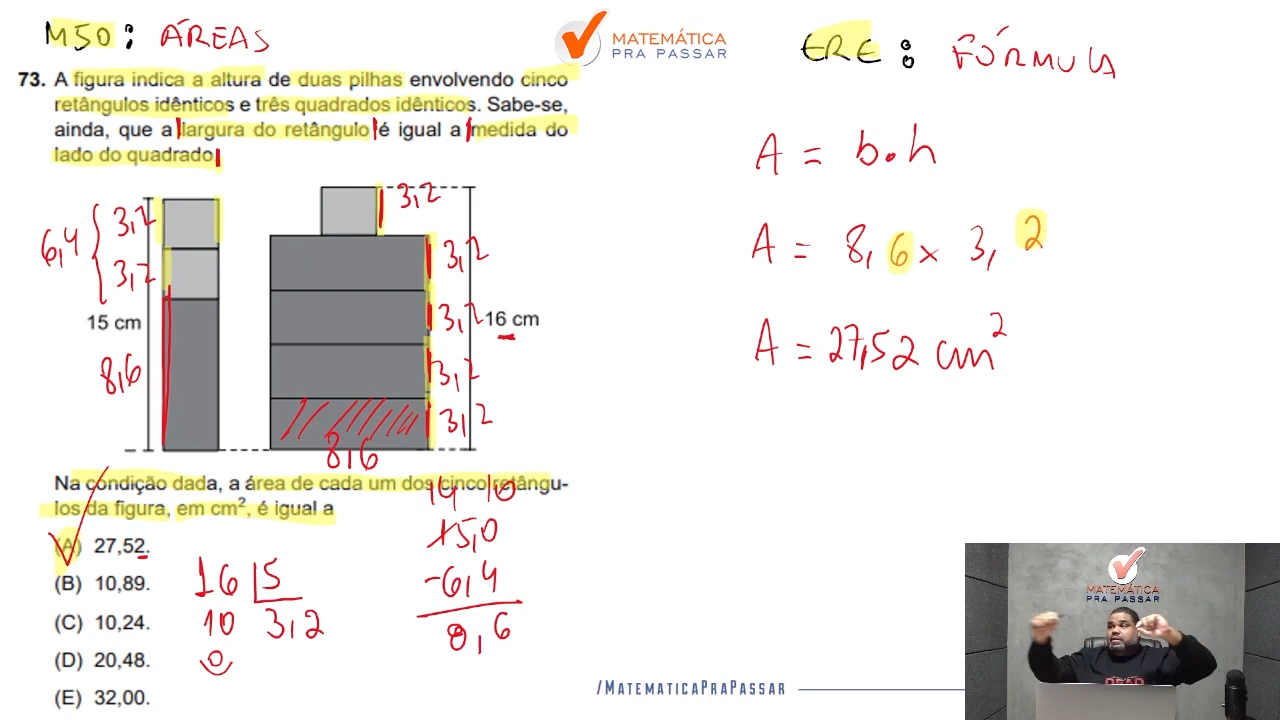 M50: ÁREAS
MATEMÁTICA
PRA PASSAR
ERE: FÓRMULA
73. A figura indica a altura de duas pilhas envolvendo cinco
retângulos idênticos e três quadrados idênticos. Sabe-se,
ainda, que a largura do retângulo é igual a medida do
lado do quadrado.
3,2
3,2
6,4
3,2
15 cm
8,6
3,2
3,2
3,2
3,2
16 cm
8,6
A = b.h
A = 8,6 x 3,2
A = 27,52 cm²
Na condição dada, a área de cada um dos cinco retângu-
los da figura, em cm², é igual a
(A) 27,52.
(B) 10,89.
(C) 10,24.
(D) 20,48.
(E) 32,00.
16 5
10 3,2
0
14 10
15,0
-6,4
8,6
MATEMÁTICA
PRA PASSAR
/MATEMATICAPRAPASSAR